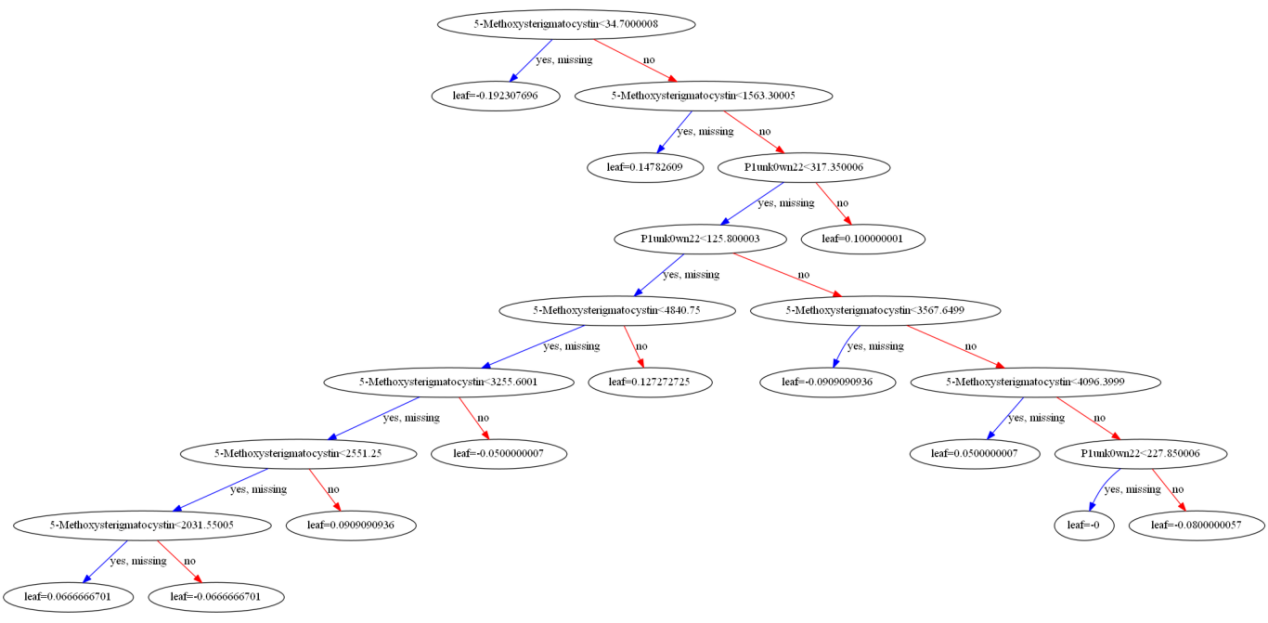 5-Methoxysterigmatocystin<34.7000008
yes, missing
no
leaf=-0.192307696
5-Methoxysterigmatocystin<1563.30005
yes, missing
no
leaf=0.14782609
P1unk0wn22<317.350006
yes, missing
no
P1unk0wn22<125.800003
leaf=0.100000001
yes, missing
no
5-Methoxysterigmatocystin<4840.75
5-Methoxysterigmatocystin<3567.6499
yes, missing
no
yes, missing
no
5-Methoxysterigmatocystin<3255.6001
leaf=0.127272725
leaf=-0.0909090936
5-Methoxysterigmatocystin<4096.3999
yes, missing
no
yes, missing
no
5-Methoxysterigmatocystin<2551.25
leaf=-0.0500000007
leaf=0.0500000007
P1unk0wn22<227.850006
yes, missing
no
yes, missing
no
5-Methoxysterigmatocystin<2031.55005
leaf=0.0909090936
leaf=-0
leaf=-0.0800000057
yes, missing
no
leaf=0.0666666701
leaf=-0.0666666701